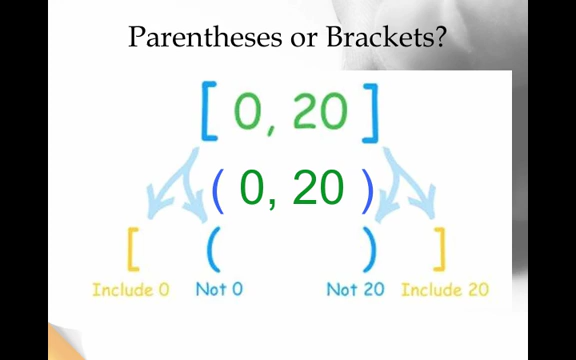 Parentheses or Brackets?
[ 0, 20 ]
( 0, 20 )
[ ( ) ]
Include 0 Not 0 Not 20 Include 20